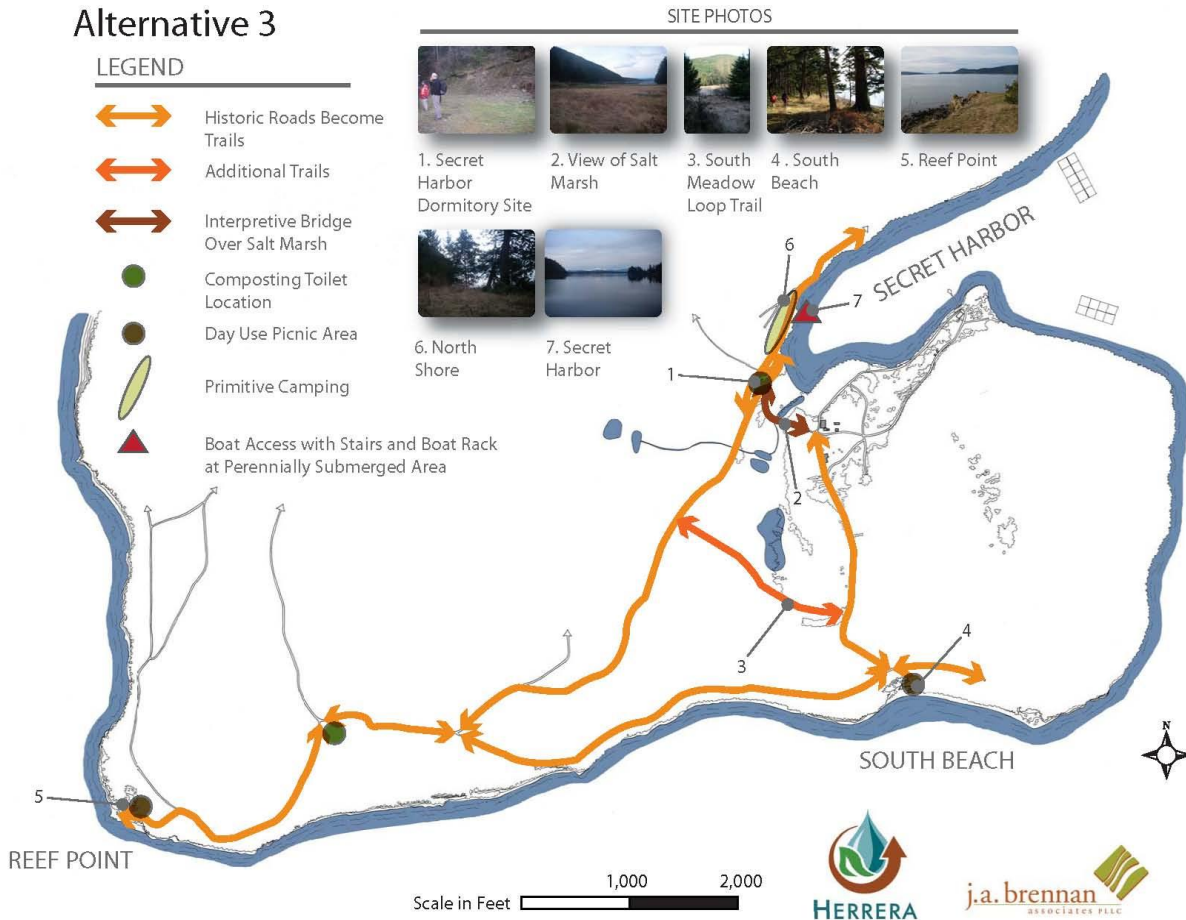 Alternative 3
LEGEND
Historic Roads Become
Trails
Additional Trails
Interpretive Bridge
Over Salt Marsh
Composting Toilet
Location
Day Use Picnic Area
Primitive Camping
Boat Access with Stairs and Boat Rack
at Perennially Submerged Area
SITE PHOTOS
1. Secret
Harbor
Dormitory Site
2. View of Salt
Marsh
3. South
Meadow
Loop Trail
4 . South
Beach
5. Reef Point
6. North
Shore
7. Secret
Harbor
6
SECRET HARBOR
7
1
2
3
4
5
SOUTH BEACH
REEF POINT
N
Scale in Feet
1,000
2,000
HERRERA
j.a. brennan
associates PLLC